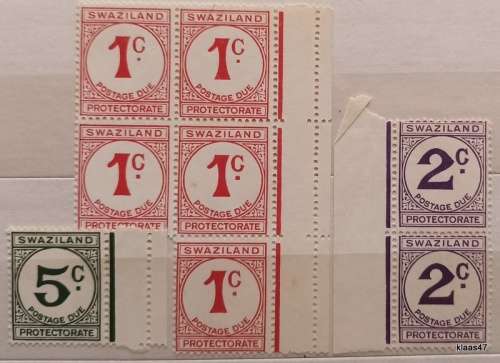 SWAZILAND
1c
POSTAGE DUE
PROTECTORATE
SWAZILAND
1c
POSTAGE DUE
PROTECTORATE
SWAZILAND
1c
POSTAGE DUE
PROTECTORATE
SWAZILAND
1c
POSTAGE DUE
PROTECTORATE
SWAZILAND
1c
POSTAGE DUE
PROTECTORATE
SWAZILAND
2c
POSTAGE DUE
PROTECTORATE
SWAZILAND
2c
POSTAGE DUE
PROTECTORATE
SWAZILAND
5c
POSTAGE DUE
PROTECTORATE
klaas47